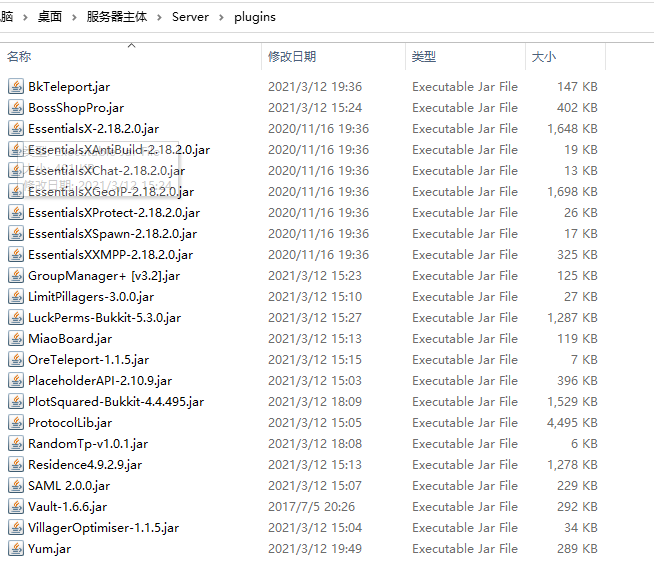 脑 > 桌面 > 服务器主体 > Server > plugins
名称 修改日期 类型 大小
BkTeleport.jar 2021/3/12 19:36 Executable Jar File 147 KB
BossShopPro.jar 2021/3/12 15:24 Executable Jar File 402 KB
EssentialsX-2.18.2.0.jar 2020/11/16 19:36 Executable Jar File 1,648 KB
EssentialsXAntiBuild-2.18.2.0.jar 2020/11/16 19:36 Executable Jar File 19 KB
EssentialsXChat-2.18.2.0.jar 2020/11/16 19:36 Executable Jar File 13 KB
修改日期: 2021/3/12 15:24
EssentialsXGeoIP-2.18.2.0.jar 2020/11/16 19:36 Executable Jar File 1,698 KB
EssentialsXProtect-2.18.2.0.jar 2020/11/16 19:36 Executable Jar File 26 KB
EssentialsXSpawn-2.18.2.0.jar 2020/11/16 19:36 Executable Jar File 17 KB
EssentialsXXMPP-2.18.2.0.jar 2020/11/16 19:36 Executable Jar File 325 KB
GroupManager+ [v3.2].jar 2021/3/12 15:23 Executable Jar File 125 KB
LimitPillagers-3.0.0.jar 2021/3/12 15:10 Executable Jar File 27 KB
LuckPerms-Bukkit-5.3.0.jar 2021/3/12 15:27 Executable Jar File 1,287 KB
MiaoBoard.jar 2021/3/12 15:13 Executable Jar File 119 KB
OreTeleport-1.1.5.jar 2021/3/12 15:15 Executable Jar File 7 KB
PlaceholderAPI-2.10.9.jar 2021/3/12 15:03 Executable Jar File 396 KB
PlotSquared-Bukkit-4.4.495.jar 2021/3/12 18:09 Executable Jar File 1,529 KB
ProtocolLib.jar 2021/3/12 15:05 Executable Jar File 4,495 KB
RandomTp-v1.0.1.jar 2021/3/12 18:08 Executable Jar File 6 KB
Residence4.9.2.9.jar 2021/3/12 15:13 Executable Jar File 1,278 KB
SAML 2.0.0.jar 2021/3/12 15:07 Executable Jar File 229 KB
Vault-1.6.6.jar 2017/7/5 20:26 Executable Jar File 292 KB
VillagerOptimiser-1.1.5.jar 2021/3/12 15:04 Executable Jar File 34 KB
Yum.jar 2021/3/12 19:49 Executable Jar File 289 KB